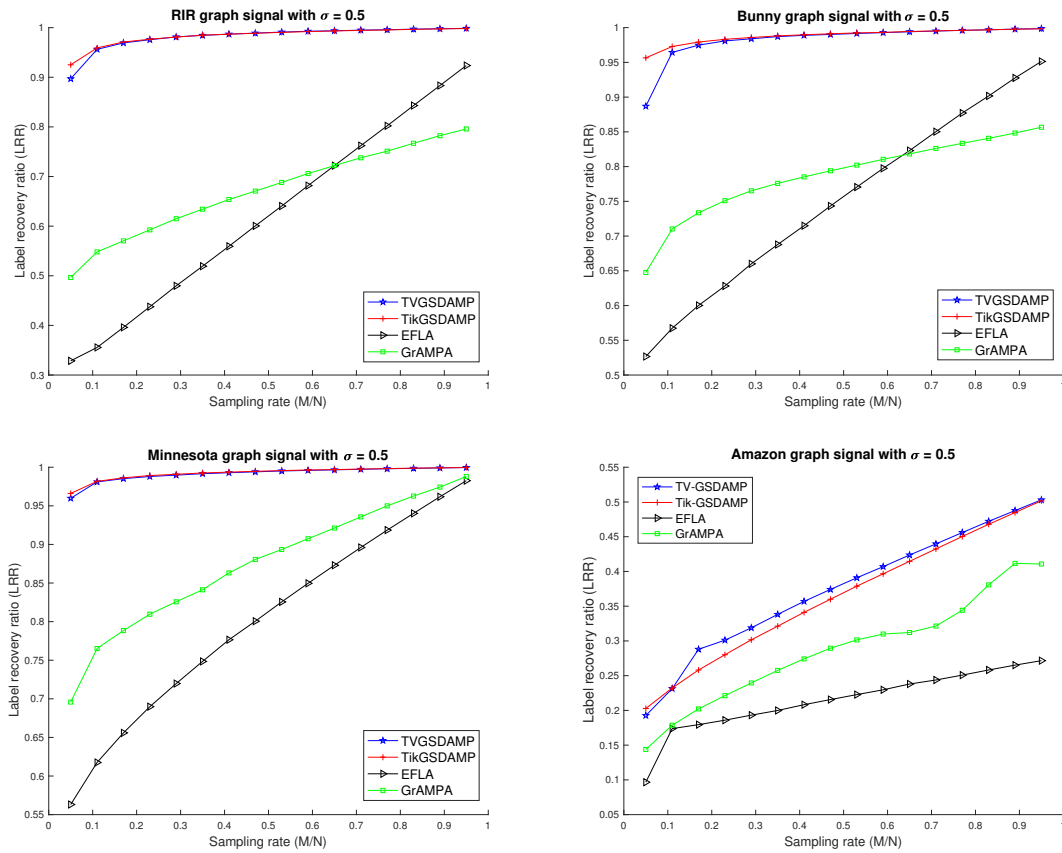 RIR graph signal with σ = 0.5
1
0.9
0.8
0.7
0.6
0.5
0.4
0.3
Label recovery ratio (LRR)
TVGSDAMP
TikGSDAMP
EFLA
GrAMPA
0 0.1 0.2 0.3 0.4 0.5 0.6 0.7 0.8 0.9 1
Sampling rate (M/N)
Bunny graph signal with σ = 0.5
1
0.95
0.9
0.85
0.8
0.75
0.7
0.65
0.6
0.55
0.5
Label recovery ratio (LRR)
TVGSDAMP
TikGSDAMP
EFLA
GrAMPA
0 0.1 0.2 0.3 0.4 0.5 0.6 0.7 0.8 0.9 1
Sampling rate (M/N)
Minnesota graph signal with σ = 0.5
1
0.95
0.9
0.85
0.8
0.75
0.7
0.65
0.6
0.55
Label recovery ratio (LRR)
TVGSDAMP
TikGSDAMP
EFLA
GrAMPA
0 0.1 0.2 0.3 0.4 0.5 0.6 0.7 0.8 0.9 1
Sampling rate (M/N)
Amazon graph signal with σ = 0.5
0.55
0.5
0.45
0.4
0.35
0.3
0.25
0.2
0.15
0.1
0.05
Label recovery ratio (LRR)
TV-GSDAMP
Tik-GSDAMP
EFLA
GrAMPA
0 0.1 0.2 0.3 0.4 0.5 0.6 0.7 0.8 0.9 1
Sampling rate (M/N)